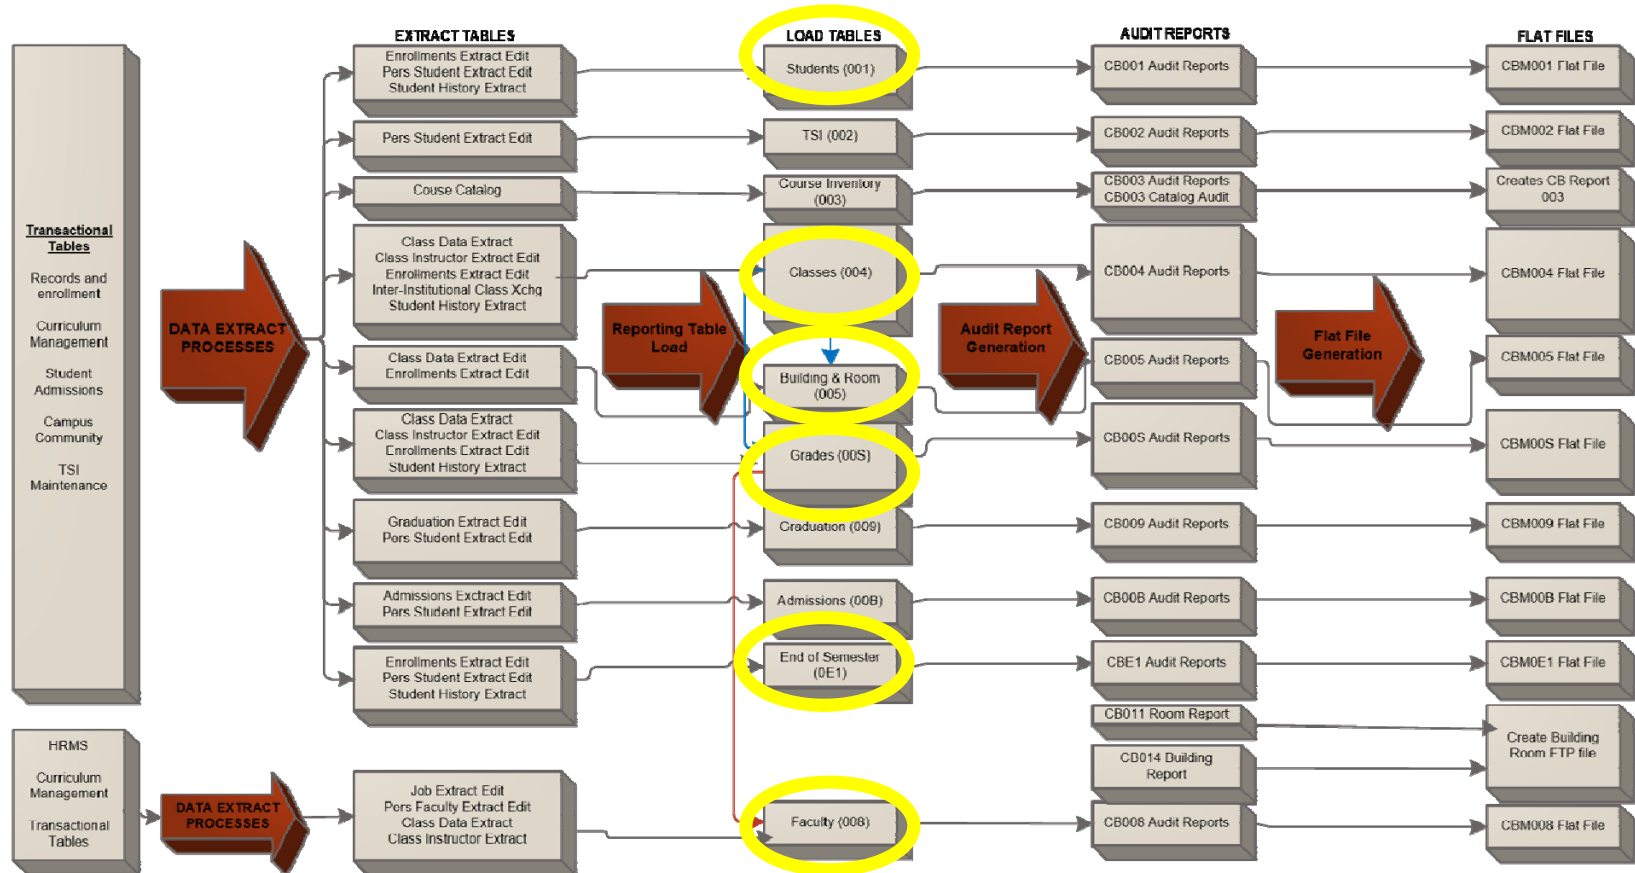 EXTRACT TABLES
LOAD TABLES
AUDIT REPORTS
FLAT FILES
Transactional
Tables
Records and
enrollment
Curriculum
Management
Student
Admissions
Campus
Community
TSI
Maintenance
DATA EXTRACT
PROCESSES
Enrollments Extract Edit
Pers Student Extract Edit
Student History Extract
Students (001)
CB001 Audit Reports
CBM001 Flat File
Pers Student Extract Edit
TSI (002)
CB002 Audit Reports
CBM002 Flat File
Couse Catalog
Course Inventory
(003)
CB003 Audit Reports
CB003 Catalog Audit
Creates CB Report
003
Class Data Extract
Class Instructor Extract Edit
Enrollments Extract Edit
Inter-Institutional Class Xchg
Student History Extract
Reporting Table
Load
Classes (004)
Audit Report
Generation
CB004 Audit Reports
Flat File
Generation
CBM004 Flat File
Class Data Extract Edit
Enrollments Extract Edit
Building & Room
(005)
CB005 Audit Reports
CBM005 Flat File
Class Data Extract
Class Instructor Extract Edit
Enrollments Extract Edit
Student History Extract
Grades (00S)
CB00S Audit Reports
CBM00S Flat File
Graduation Extract Edit
Pers Student Extract Edit
Graduation (009)
CB009 Audit Reports
CBM009 Flat File
Admissions Exctract Edit
Pers Student Extract Edit
Admissions (00B)
CB00B Audit Reports
CBM00B Flat File
Enrollments Extract Edit
Pers Student Extract Edit
Student History Extract
End of Semester
(0E1)
CBE1 Audit Reports
CBM0E1 Flat File
CB011 Room Report
CB014 Building
Report
Create Building
Room FTP file
HRMS
Curriculum
Management
Transactional
Tables
DATA EXTRACT
PROCESSES
Job Extract Edit
Pers Faculty Extract Edit
Class Data Extract
Class Instructor Extract
Faculty (008)
CB008 Audit Reports
CBM008 Flat File